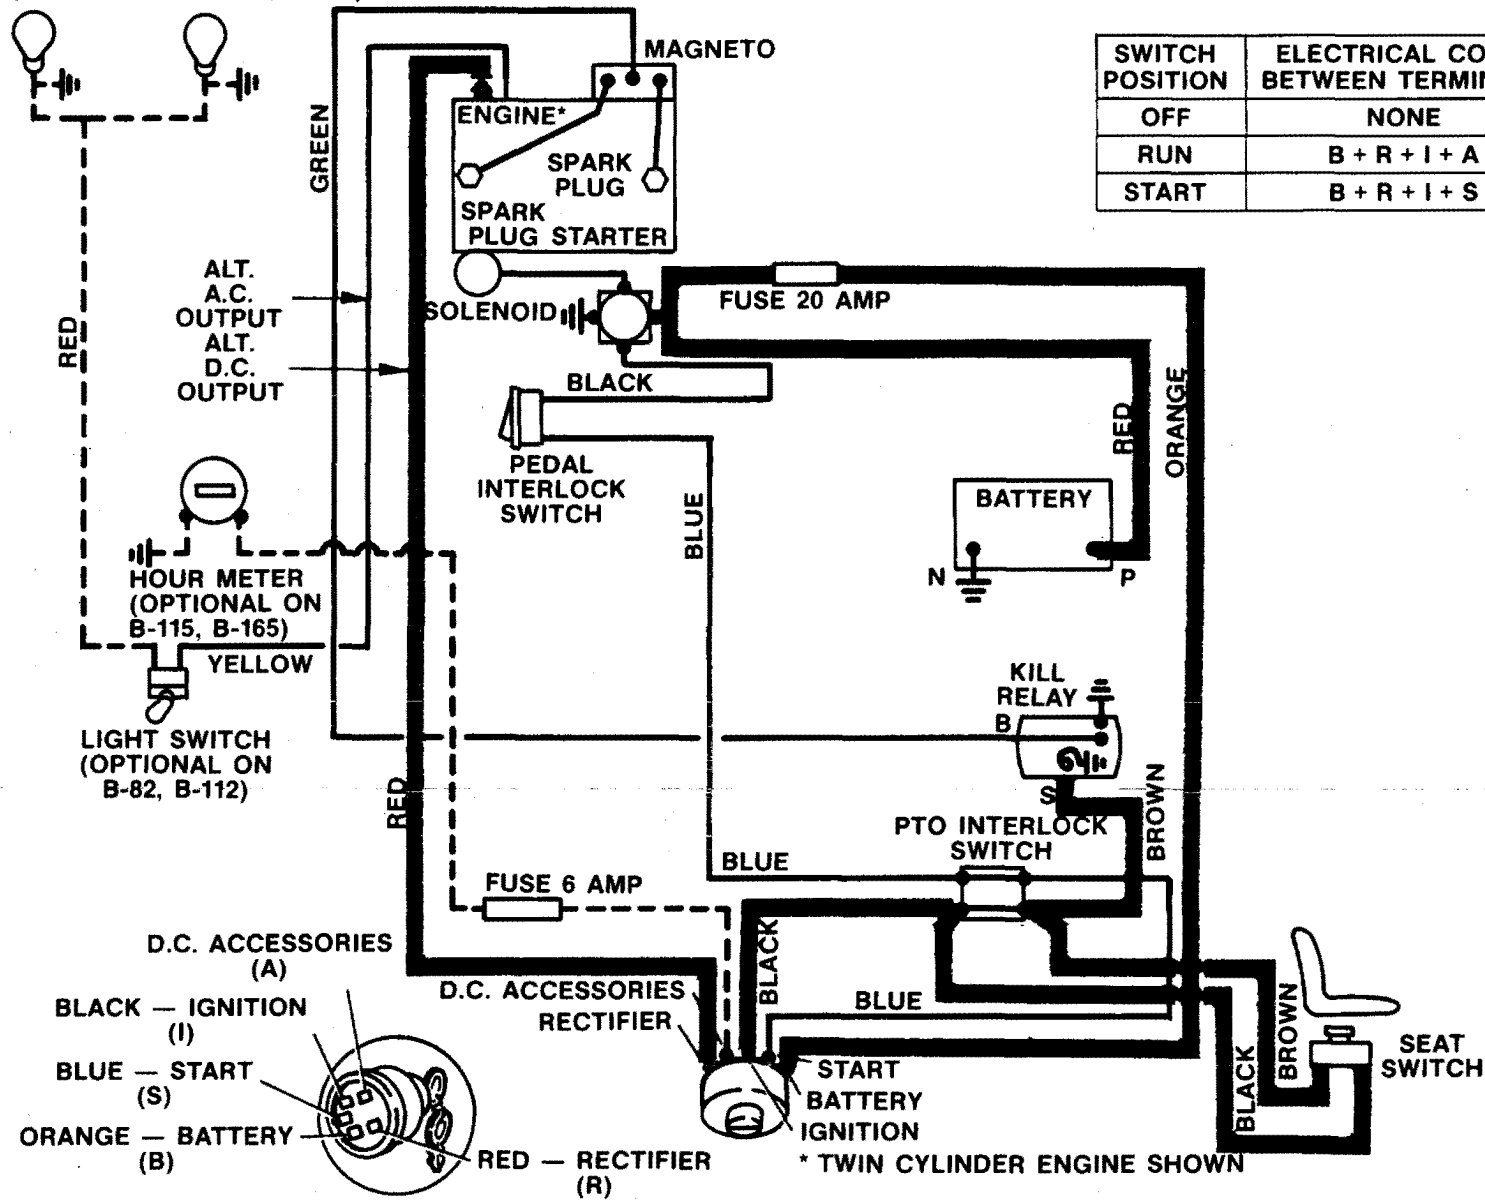 MAGNETO
ENGINE*
SPARK
PLUG
SPARK
PLUG STARTER
GREEN
SWITCH
POSITION
ELECTRICAL CO
BETWEEN TERMIN
OFF
NONE
RUN
B + R + I + A
START
B + R + I + S
ALT.
A.C.
OUTPUT
ALT.
D.C.
OUTPUT
RED
SOLENOID
FUSE 20 AMP
BLACK
PEDAL
INTERLOCK
SWITCH
BLUE
RED
ORANGE
BATTERY
N
P
HOUR METER
(OPTIONAL ON
B-115, B-165)
YELLOW
LIGHT SWITCH
(OPTIONAL ON
B-82, B-112)
RED
KILL
RELAY
B
S
BROWN
PTO INTERLOCK
SWITCH
BLUE
FUSE 6 AMP
BLACK
D.C. ACCESSORIES
RECTIFIER
BLUE
START
BATTERY
IGNITION
BLACK
BROWN
SEAT
SWITCH
D.C. ACCESSORIES
(A)
BLACK — IGNITION
(I)
BLUE — START
(S)
ORANGE — BATTERY
(B)
RED — RECTIFIER
(R)
* TWIN CYLINDER ENGINE SHOWN